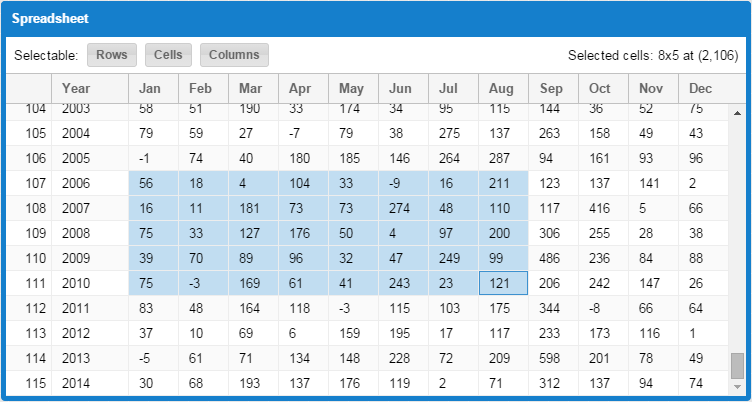 Spreadsheet
Selectable: Rows Cells Columns Selected cells: 8x5 at (2,106)
Year Jan Feb Mar Apr May Jun Jul Aug Sep Oct Nov Dec
104 2003 58 51 190 33 174 34 95 115 144 36 52 75
105 2004 79 59 27 -7 79 38 275 137 263 158 49 43
106 2005 -1 74 40 180 185 146 264 287 94 161 93 96
107 2006 56 18 4 104 33 -9 16 211 123 137 141 2
108 2007 16 11 181 73 73 274 48 110 117 416 5 66
109 2008 75 33 127 176 50 4 97 200 306 255 28 38
110 2009 39 70 89 96 32 47 249 99 486 236 84 88
111 2010 75 -3 169 61 41 243 23 121 206 242 147 26
112 2011 83 48 164 118 -3 115 103 175 344 -8 66 64
113 2012 37 10 69 6 159 195 17 117 233 173 116 1
114 2013 -5 61 71 134 148 228 72 209 598 201 78 49
115 2014 30 68 193 137 176 119 2 71 312 137 94 74